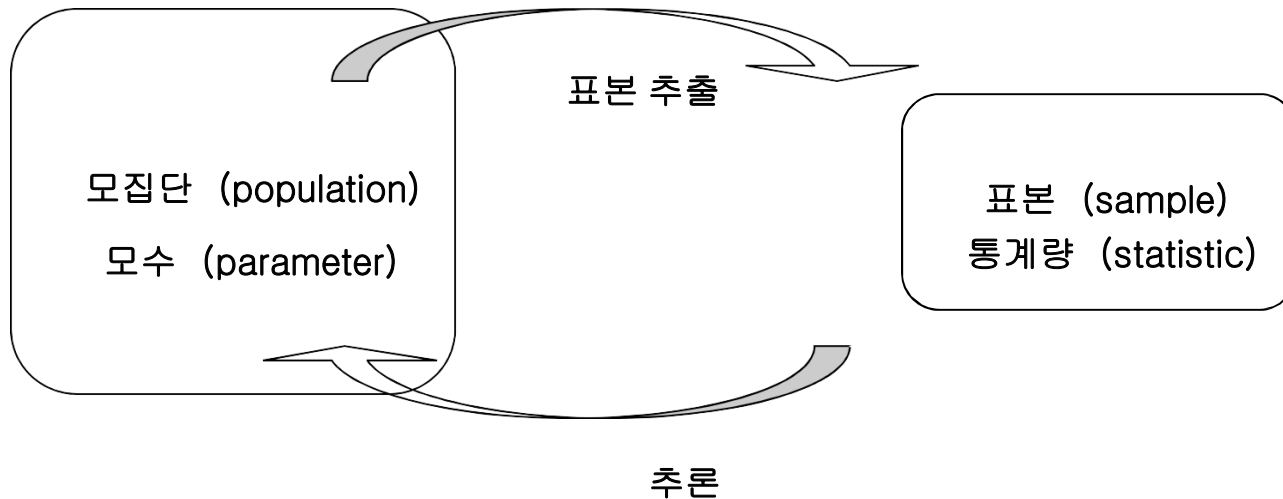 표본 추출
모집단 (population)
모수 (parameter)
표본 (sample)
통계량 (statistic)
추론